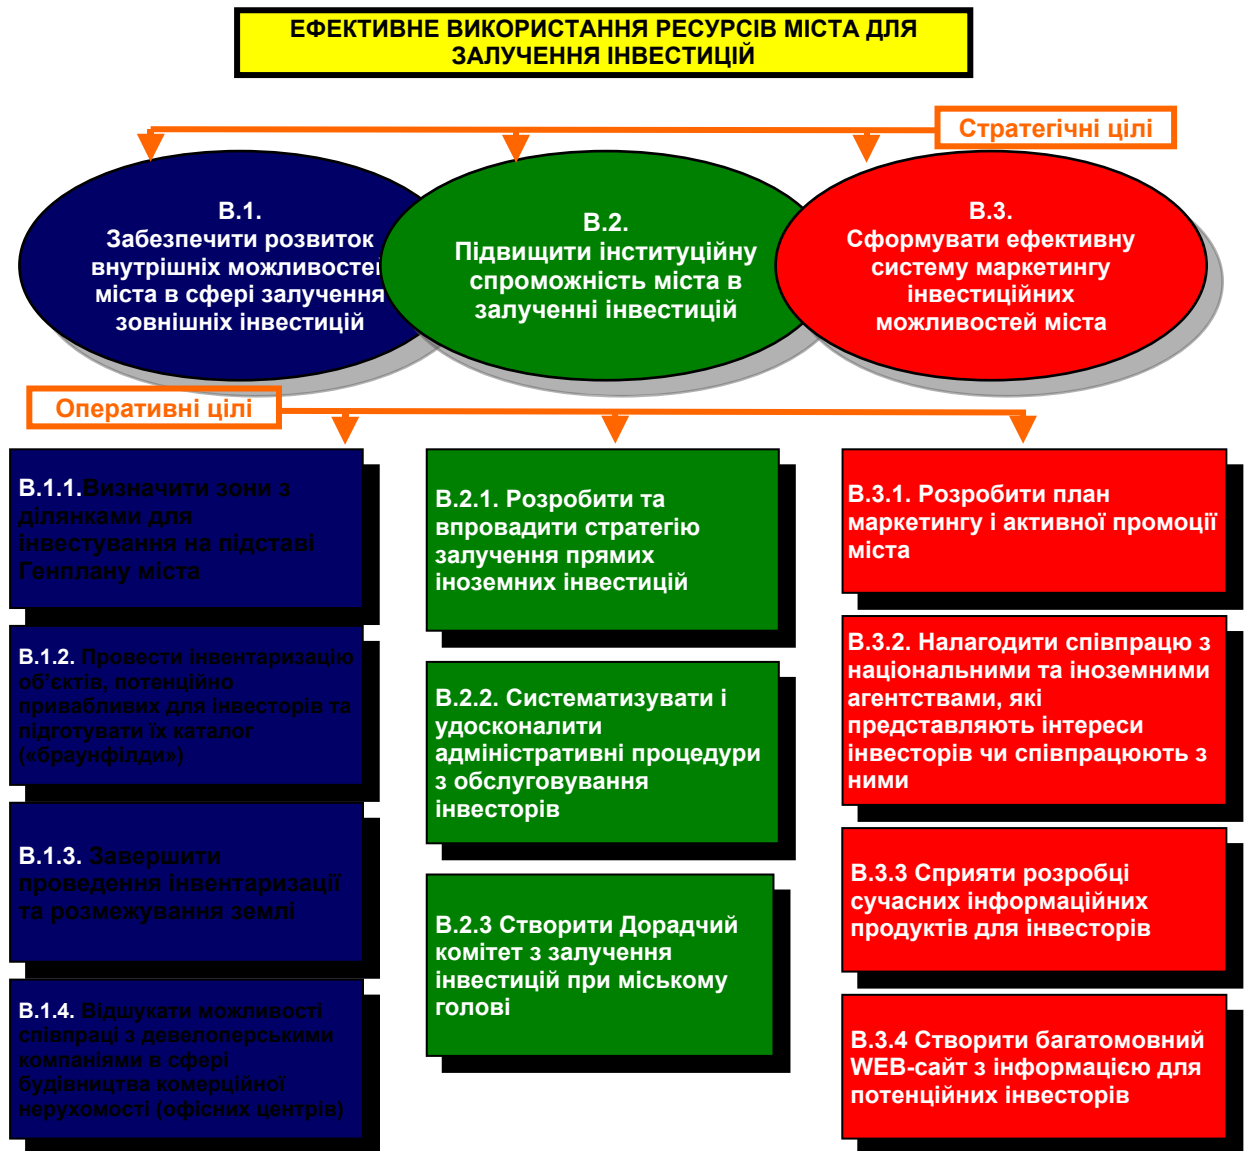 ЕФЕКТИВНЕ ВИКОРИСТАННЯ РЕСУРСІВ МІСТА ДЛЯ
ЗАЛУЧЕННЯ ІНВЕСТИЦІЙ
Стратегічні цілі
В.1.
Забезпечити розвиток
внутрішніх можливостей
міста в сфері залучення
зовнішніх інвестицій
В.2.
Підвищити інституційну
спроможність міста в
залученні інвестицій
В.3.
Сформувати ефективну
систему маркетингу
інвестиційних
можливостей міста
Оперативні цілі
В.1.1.Визначити зони з
ділянками для
інвестування на підставі
Генплану міста
В.1.2. Провести інвентаризацію
об'єктів, потенційно
привабливих для інвесторів та
підготувати їх каталог
(«браунфілди»)
В.1.3. Завершити
проведення інвентаризації
та розмежування землі
В.1.4. Відшукати можливості
співпраці з девелоперськими
компаніями в сфері
будівництва комерційної
нерухомості (офісних центрів)
В.2.1. Розробити та
впровадити стратегію
залучення прямих
іноземних інвестицій
В.2.2. Систематизувати і
удосконалити
адміністративні процедури
з обслуговування
інвесторів
В.2.3 Створити Дорадчий
комітет з залучення
інвестицій при міському
голові
В.3.1. Розробити план
маркетингу і активної промоції
міста
В.3.2. Налагодити співпрацю з
національними та іноземними
агентствами, які
представляють інтереси
інвесторів чи співпрацюють з
ними
В.3.3 Сприяти розробці
сучасних інформаційних
продуктів для інвесторів
В.3.4 Створити багатомовний
WEB-сайт з інформацією для
потенційних інвесторів